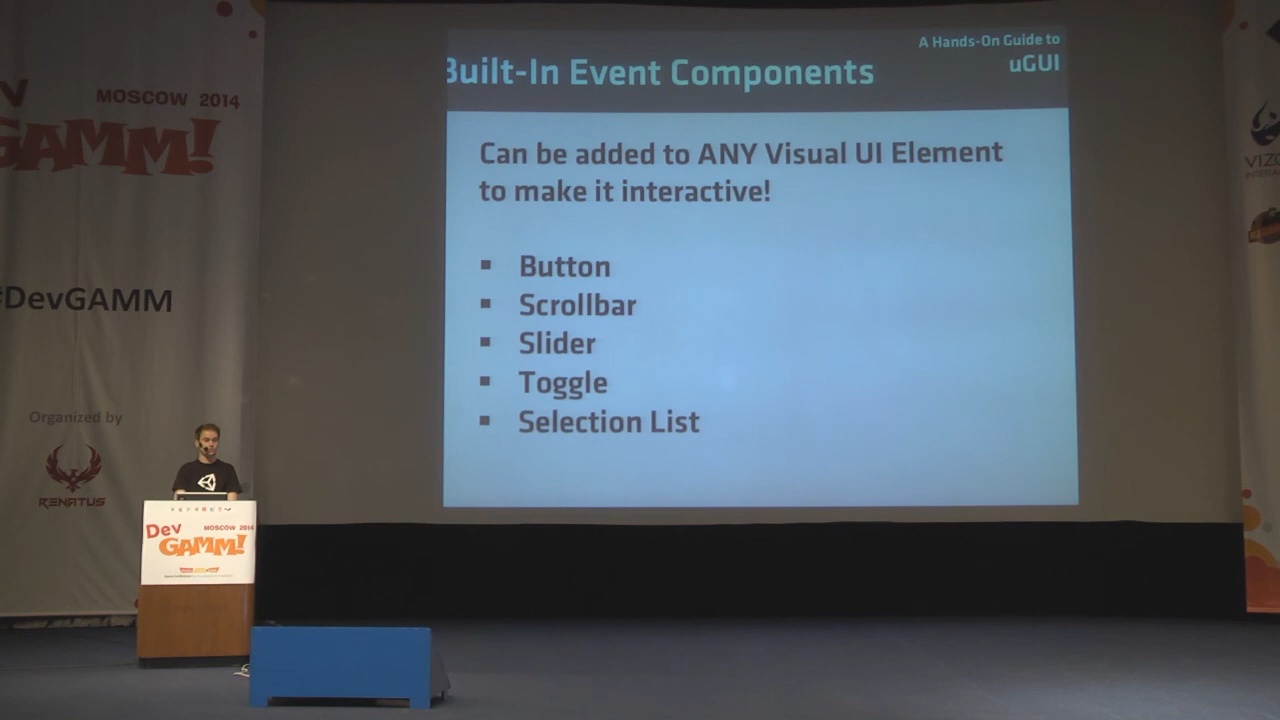 V
MOSCOW 2014
GAMM!
#DevGAMM
Organized by
RENATUS
Built-In Event Components
A Hands-On Guide to
uGUI
Can be added to ANY Visual UI Element
to make it interactive!
▪ Button
▪ Scrollbar
▪ Slider
▪ Toggle
▪ Selection List
Dev
MOSCOW 2014
GAMM!
VIZO